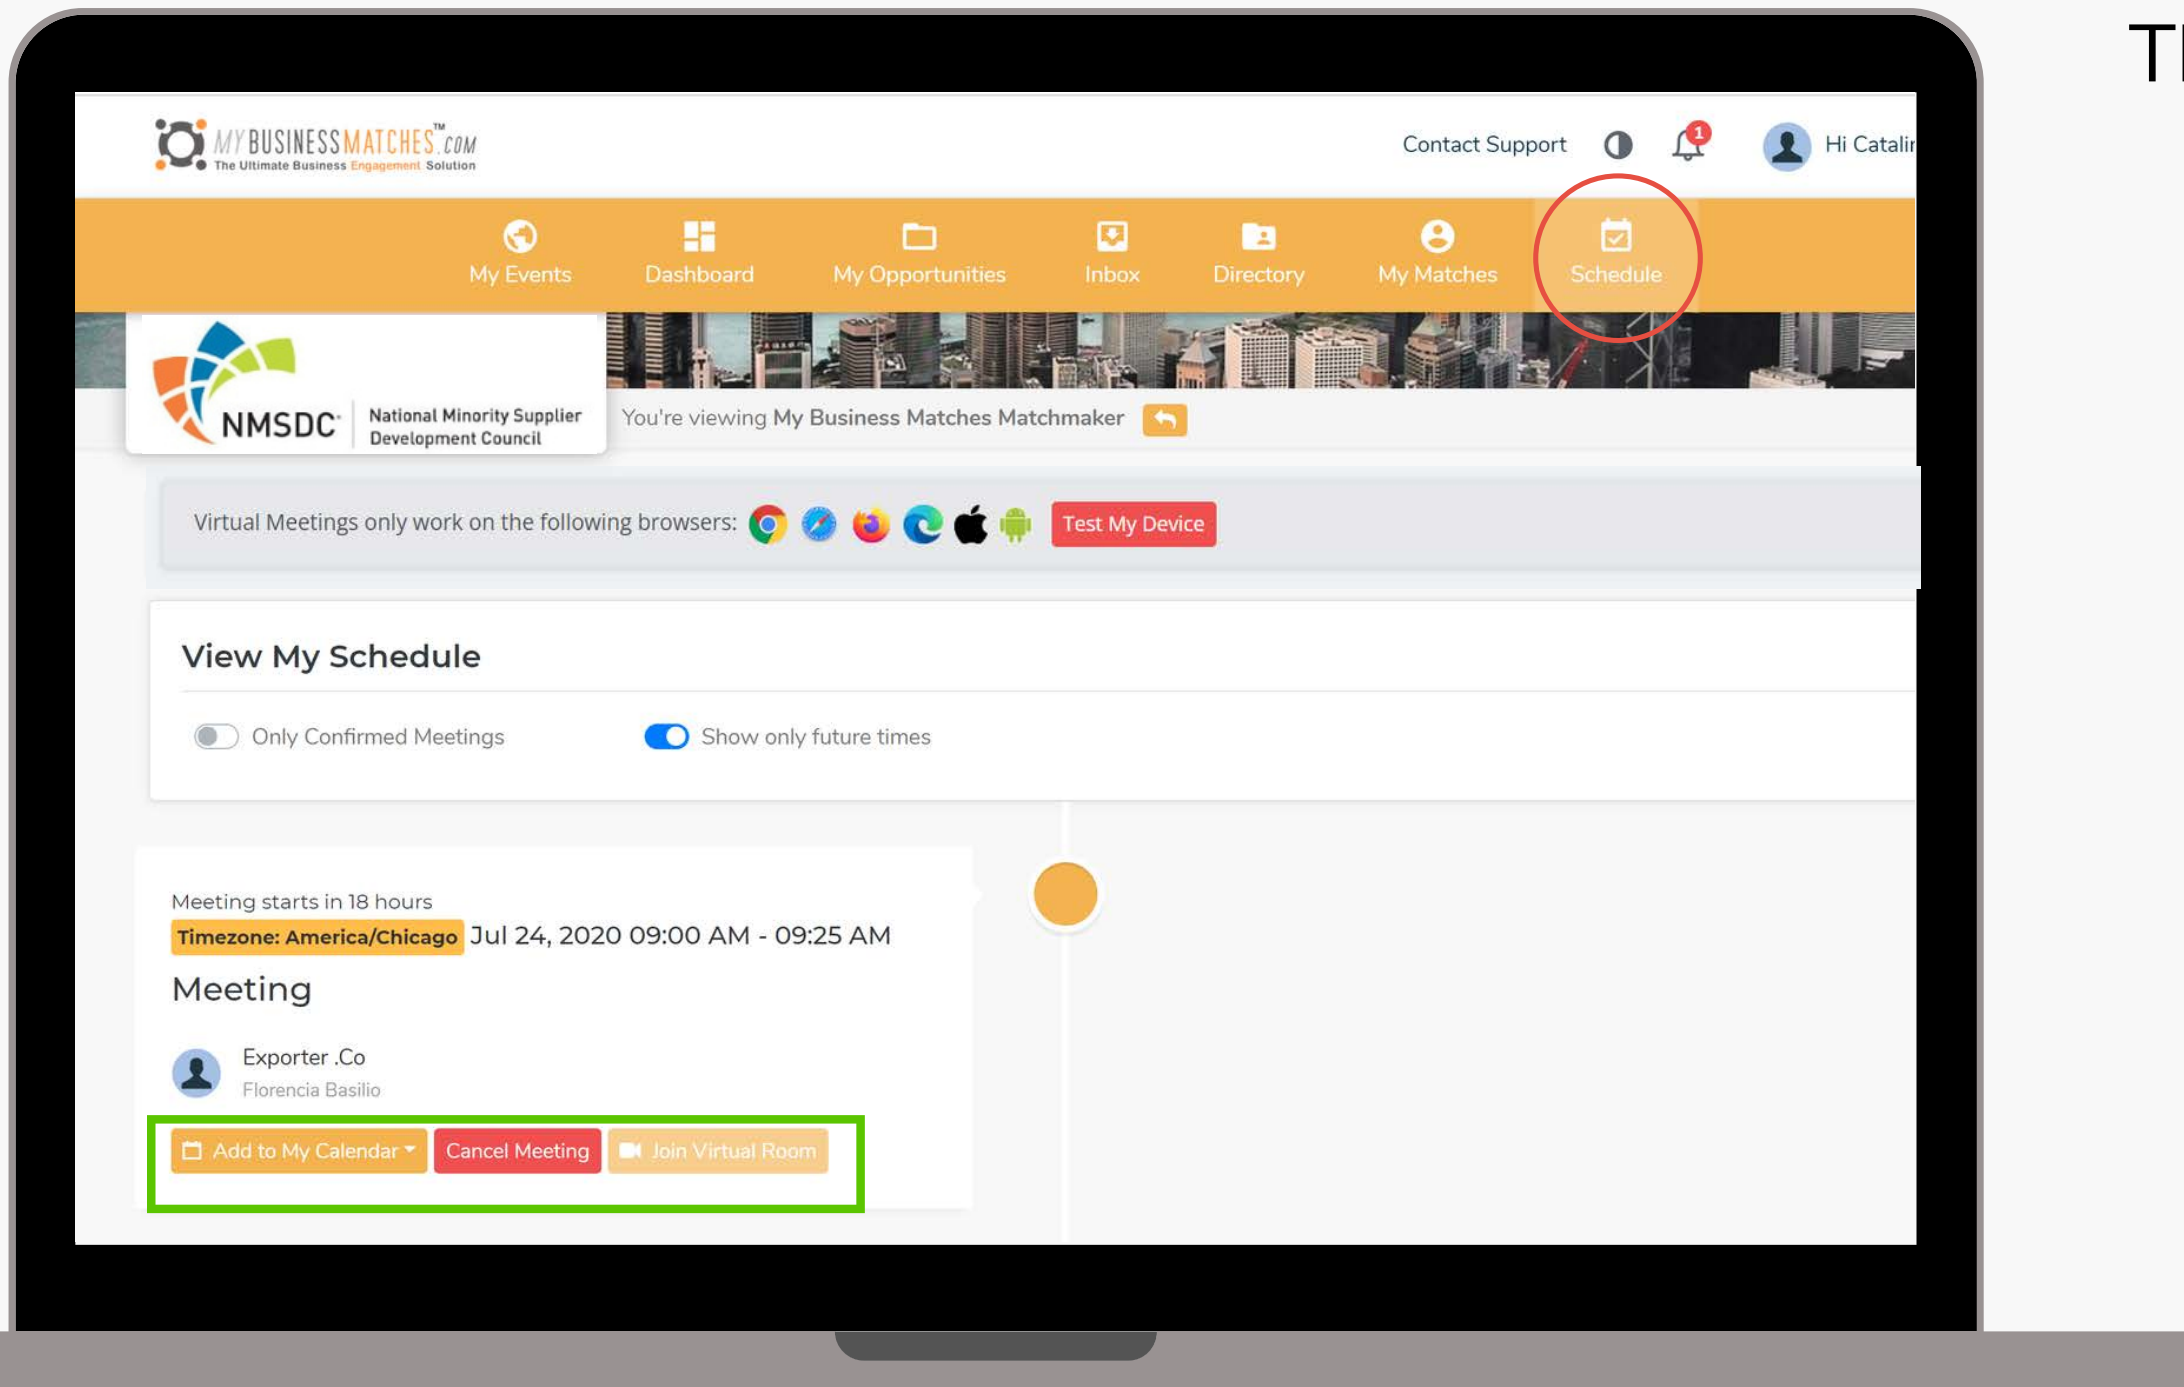 MYBUSINESSMATCHES™.COM
The Ultimate Business Engagement Solution
Contact Support
1
Hi Catalin
My Events
Dashboard
My Opportunities
Inbox
Directory
My Matches
Schedule
NMSDC
National Minority Supplier
Development Council
You're viewing My Business Matches Matchmaker
Virtual Meetings only work on the following browsers:
Test My Device
View My Schedule
Only Confirmed Meetings
Show only future times
Meeting starts in 18 hours
Timezone: America/Chicago Jul 24, 2020 09:00 AM - 09:25 AM
Meeting
Exporter .Co
Florencia Basilio
Add to My Calendar
Cancel Meeting
Join Virtual Room